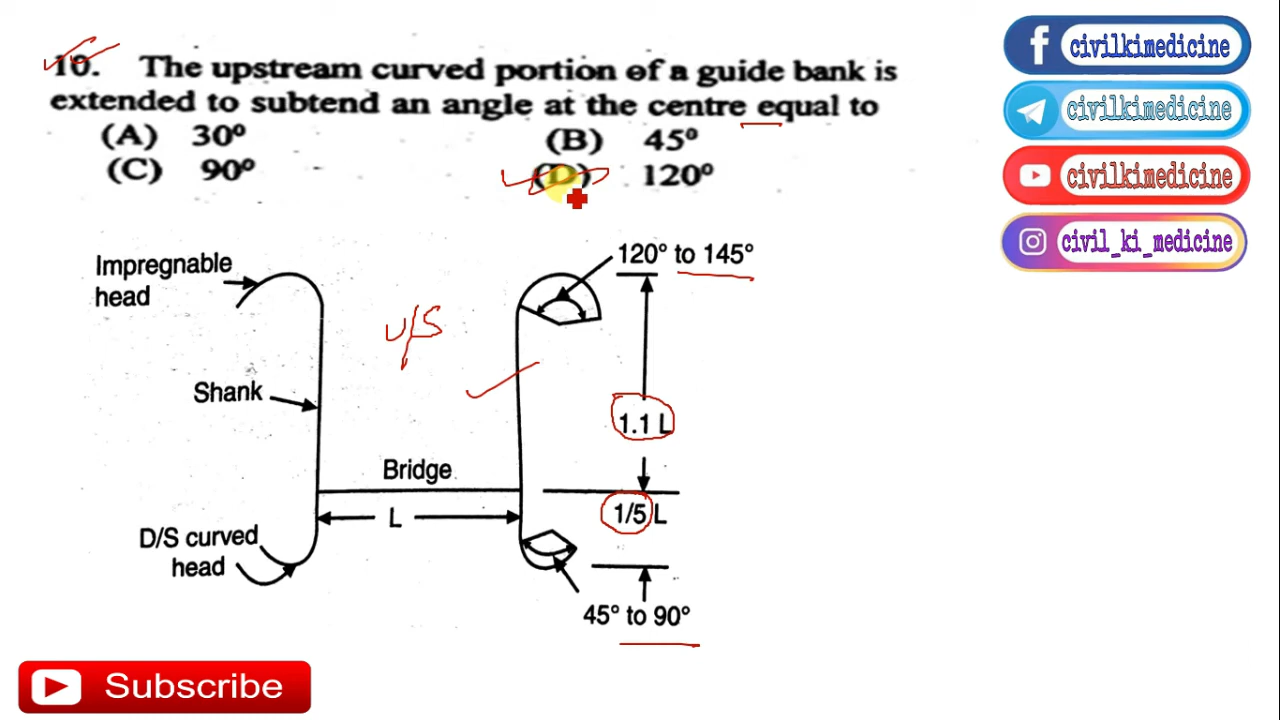 10. The upstream curved portion of a guide bank is
extended to subtend an angle at the centre equal to
(A) 30° (B) 45°
(C) 90° (D) 120°
Impregnable
head
120° to 145°
U/S
Shank
1.1 L
Bridge
L
1/5 L
D/S curved
head
45° to 90°
Subscribe
civilkimedicine
civilkimedicine
civilkimedicine
civil_ki_medicine